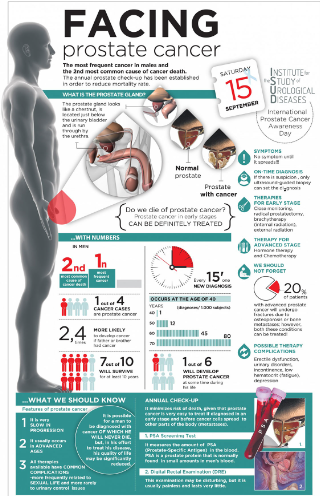 FACING
prostate cancer
The most frequent cancer in males and
the 2nd most common cause of cancer death.
The annual prostate check-up has been established
in order to reduce mortality rate.
SATURDAY
15
SEPTEMBER
INSTITUTE for
the STUDY of
UROLOGICAL
DISEASES
International
Prostate Cancer
Awareness
Day
WHAT IS THE PROSTATE GLAND?
The prostate gland looks
like a chestnut, is
located just below
the urinary bladder
and is run
through by
the urethra
Normal
prostate
Prostate
with cancer
SYMPTOMS
No symptom until
it spreads!!!
ON-TIME DIAGNOSIS
If there is suspicion, only
ultrasound-guided biopsy
can set the diagnosis
THERAPIES
FOR EARLY STAGE
Close monitoring,
radical prostatectomy,
brachytherapy
(internal radiation),
external radiation
THERAPY FOR
ADVANCED STAGE
Hormone therapy
and Chemotherapy
Do we die of prostate cancer?
Prostate cancer in early stages
CAN BE DEFINITELY TREATED
WE SHOULD
NOT FORGET
20%
of patients
with advanced prostate
cancer will undergo
fractures due to
osteoporosis or bone
metastases; however,
both these conditions
can be treated!
POSSIBLE THERAPY
COMPLICATIONS
Erectile dysfunction,
urinary disorders,
incontinence, low
hematocrit (fatigue),
depression
...WITH NUMBERS
IN MEN
2nd
most common
cause of
cancer death
1n
most
frequent
cancer
Every 15'
NEW DIAGNOSIS
1 out of 4
CANCER CASES
are prostate cancer
2,4
times
MORE LIKELY
to develop cancer
if father or brother
had cancer
7 out of 10
WILL SURVIVE
for at least 10 years
OCCURS AT THE AGE OF 40
YEARS
(diagnoses/ 1.000 students)
40
1
50
12
60
45
70
80
1 out of 6
WILL DEVELOP
PROSTATE CANCER
at some time during
his life
...WHAT WE SHOULD KNOW
Features of prostate cancer
1
It is very
SLOW IN
PROGRESSION
2
It usually occurs
in ADVANCED
AGES
3
All therapies
available have COMMON
COMPLICATIONS
more frequently related to
SEXUAL LIFE and more rarely
to urinary control issues
It is possible
for a man
to be diagnosed with
cancer OF WHICH HE
WILL NEVER DIE,
but, in his effort
to treat his disease,
his quality of life
may be significantly
reduced.
ANNUAL CHECK-UP
It minimizes risk of death, given that prostate
cancer is very easy to treat if diagnosed in an
early stage and before cancer cells spread to
other parts of the body (metastases).
1. PSA Screening Test
It measures the amount of PSA
(Prostate-Specific Antigen) in the blood.
PSA is a protein that is normally
found in small amounts in men's blood.
2. Digital Rectal Examination (DRE)
This examination may be disturbing, but it is
clearly painless and lasts very little.
PSA
1
2